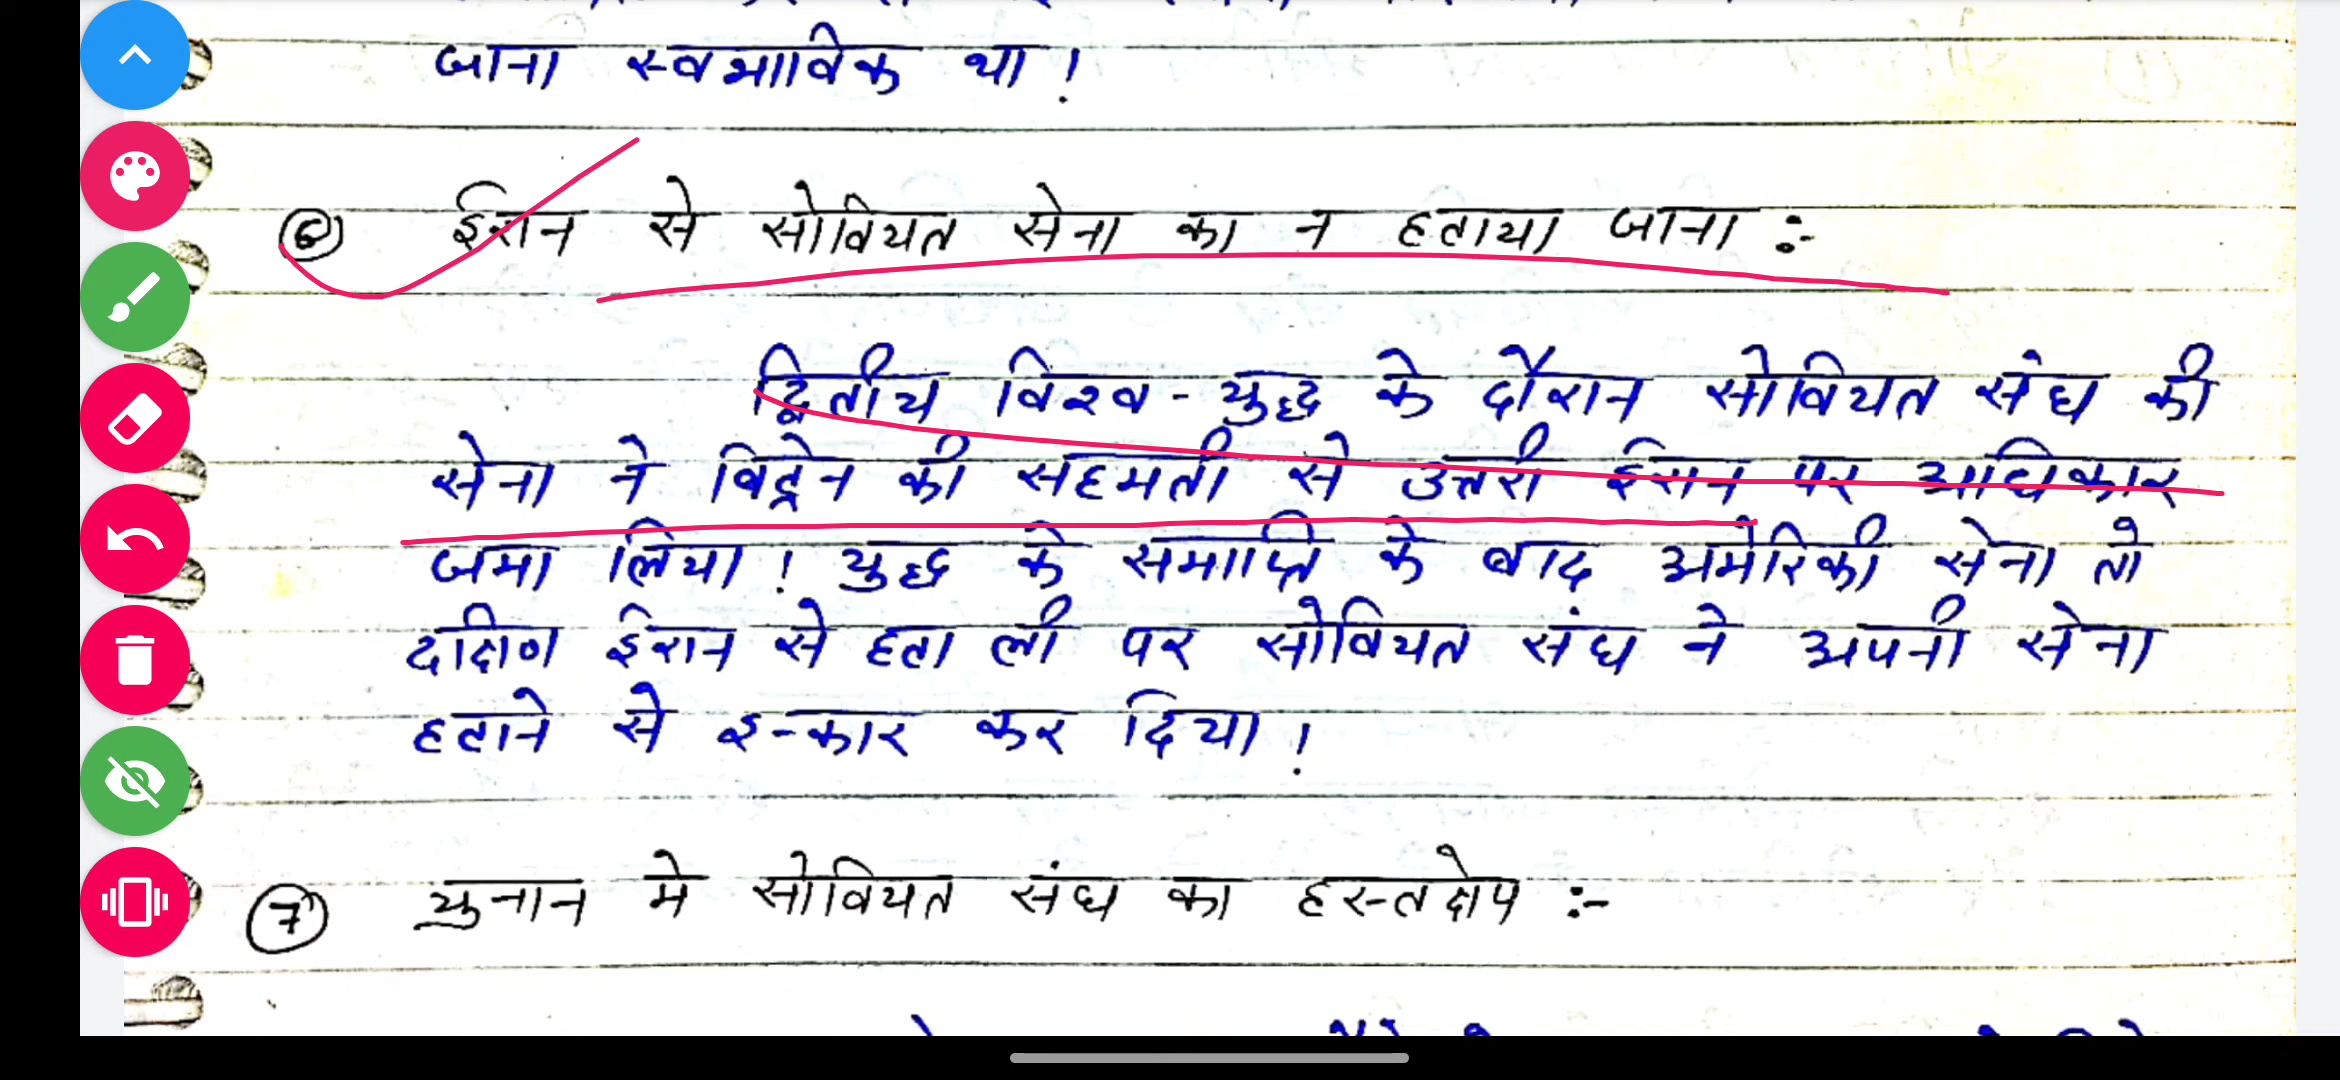 जाना स्वभाविक था !
⑥ ईरान से सोवियत सेना का न हटाया जाना :-
द्वितीय विश्व - युद्ध के दौरान सोवियत संघ की
सेना ने ब्रिटेन की सहमती से उत्तरी ईरान पर अधिकार
जमा लिया ! युद्ध के समाप्ति के बाद अमेरिकी सेना तो
दक्षिण ईरान से हटा ली पर सोवियत संघ ने अपनी सेना
हटाने से इन्कार कर दिया !
⑦ युनान मे सोवियत संघ का हस्तक्षेप :-